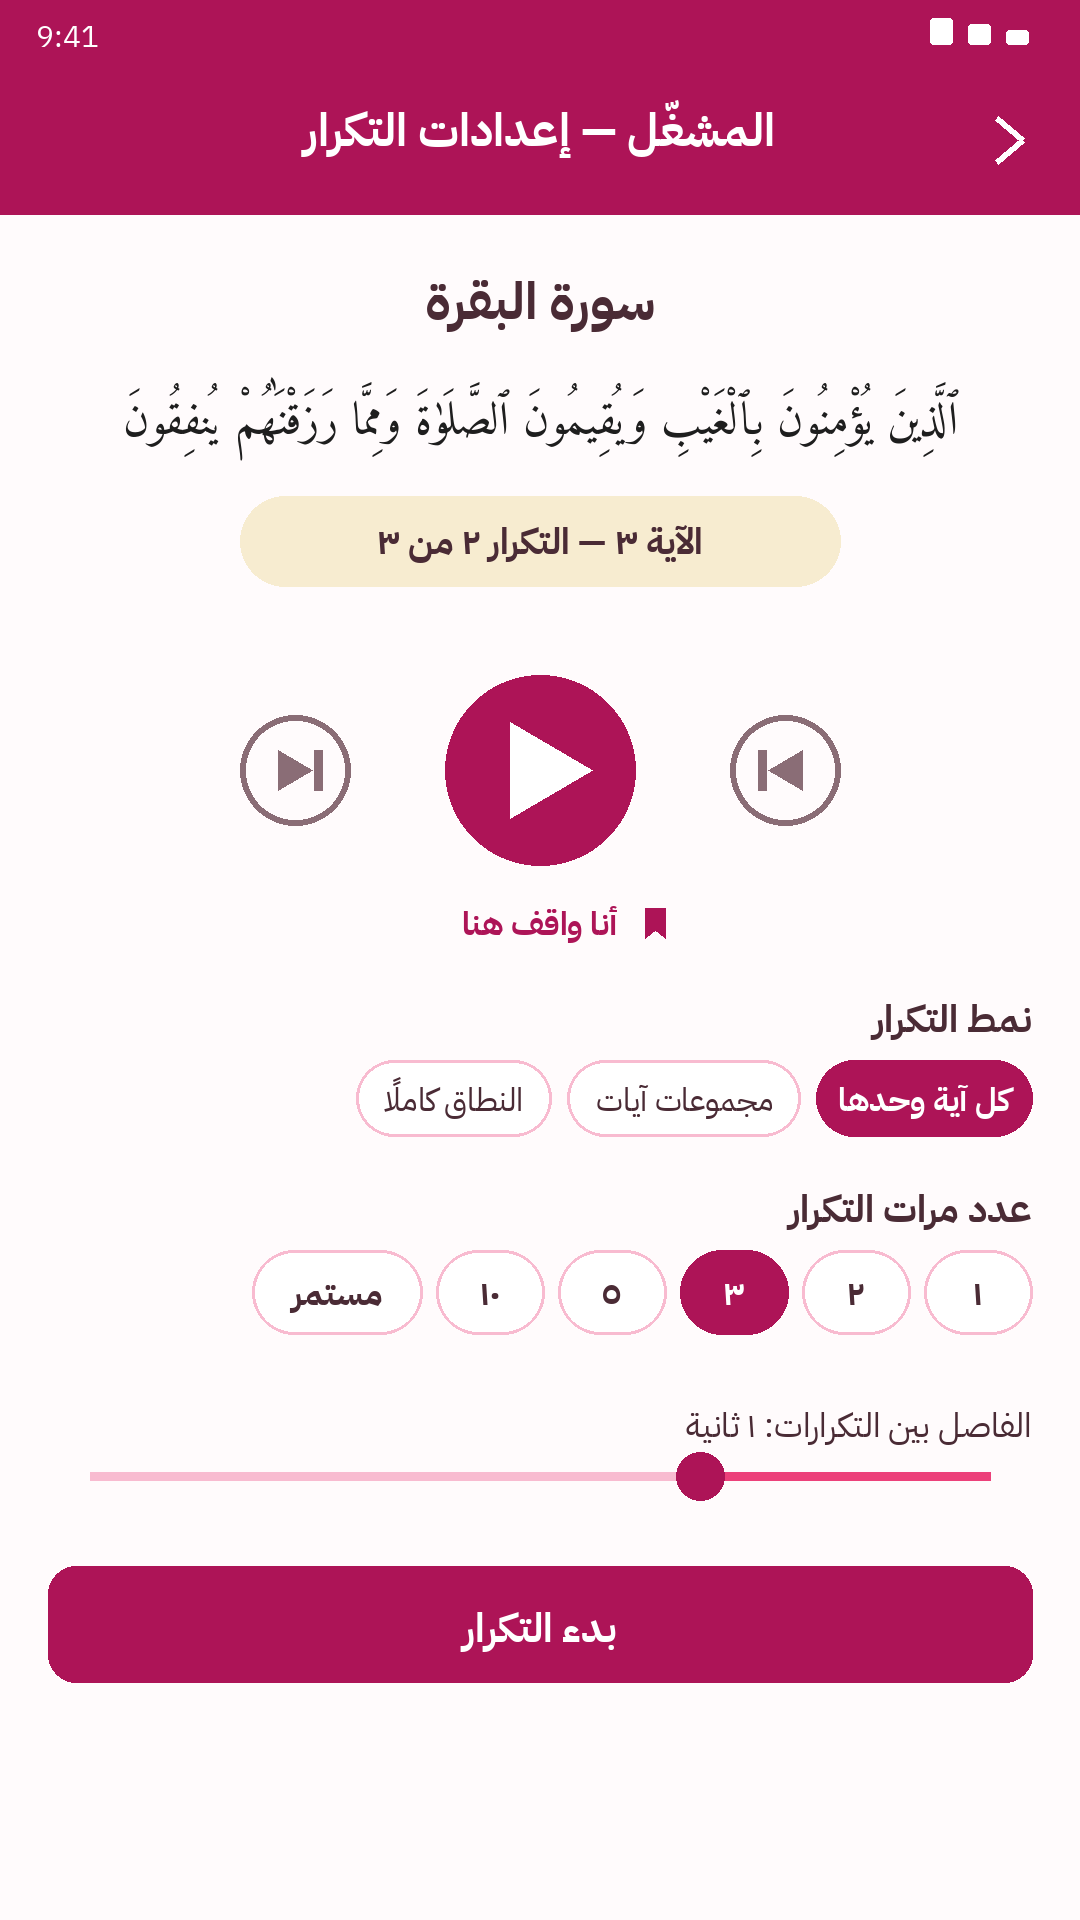 9:41
المشغّل – إعدادات التكرار
سورة البقرة
ٱلَّذِينَ يُؤْمِنُونَ بِٱلْغَيْبِ وَيُقِيمُونَ ٱلصَّلَوٰةَ وَمِمَّا رَزَقْنَـٰهُمْ يُنفِقُونَ
الآية ٣ – التكرار ٢ من ٣
أنا واقف هنا
نمط التكرار
كل آية وحدها مجموعات آيات النطاق كاملًا
عدد مرات التكرار
١ ٢ ٣ ٥ ١٠ مستمر
الفاصل بين التكرارات: ١ ثانية
بدء التكرار